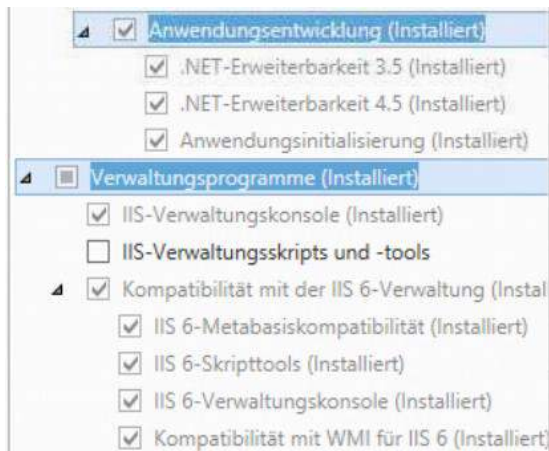 Anwendungsentwicklung (Installiert)
.NET-Erweiterbarkeit 3.5 (Installiert)
.NET-Erweiterbarkeit 4.5 (Installiert)
Anwendungsinitialisierung (Installiert)
Verwaltungsprogramme (Installiert)
IIS-Verwaltungskonsole (Installiert)
IIS-Verwaltungsskripts und -tools
Kompatibilität mit der IIS 6-Verwaltung (Instal
IIS 6-Metabasiskompatibilität (Installiert)
IIS 6-Skripttools (Installiert)
IIS 6-Verwaltungskonsole (Installiert)
Kompatibilität mit WMI für IIS 6 (Installiert)